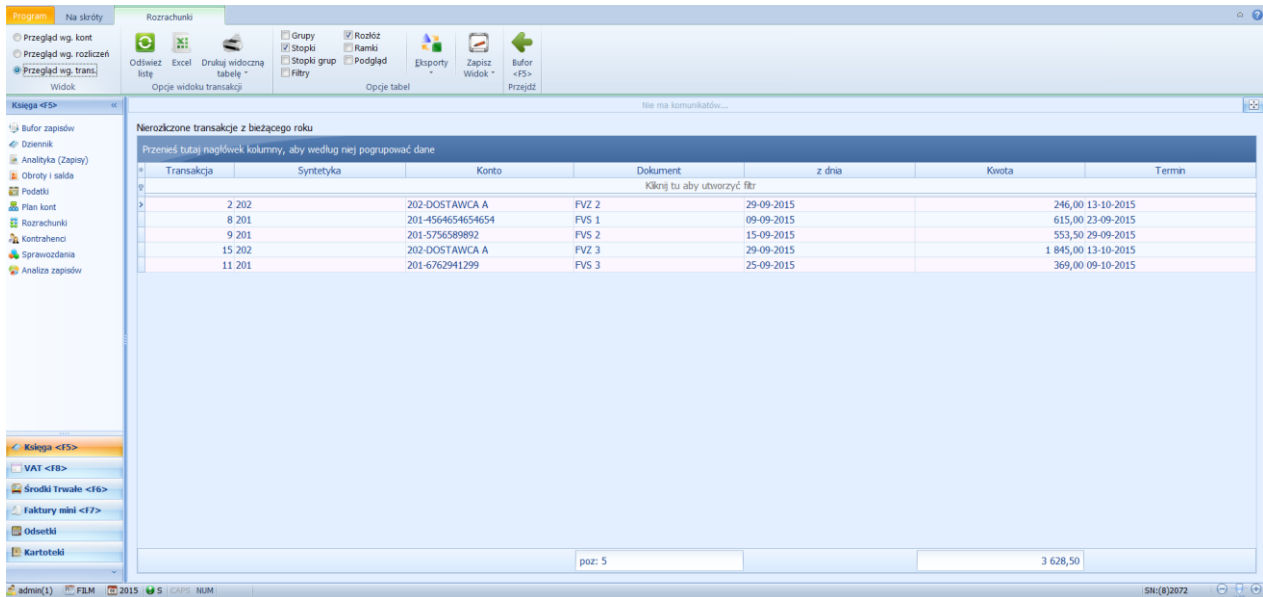 Program Na skróty Rozrachunki
Przegląd wg. kont
Przegląd wg. rozliczeń
Przegląd wg. trans.
Widok
Odśwież listę
Excel
Drukuj widoczną tabelę
Opcje widoku transakcji
Grupy Rozłóż
Stopki Ramki
Stopki grup Podgląd
Filtry
Eksporty
Zapisz Widok
Opcje tabel
Bufor <F5>
Przejdź
Księga <F5>
Nie ma komunikatów...
Bufor zapisów
Dziennik
Analityka (Zapisy)
Obroty i salda
Podatki
Plan kont
Rozrachunki
Kontrahenci
Sprawozdania
Analiza zapisów
Nierozliczone transakcje z bieżącego roku
Przenieś tutaj nagłówek kolumny, aby według niej pogrupować dane
Transakcja Syntetyka Konto Dokument z dnia Kwota Termin
Kliknij tu aby utworzyć filtr
2 202 202-DOSTAWCA A FVZ 2 29-09-2015 246,00 13-10-2015
8 201 201-4564654654654 FVS 1 09-09-2015 615,00 23-09-2015
9 201 201-5756589892 FVS 2 15-09-2015 553,50 29-09-2015
15 202 202-DOSTAWCA A FVZ 3 29-09-2015 1 845,00 13-10-2015
11 201 201-6762941299 FVS 3 25-09-2015 369,00 09-10-2015
poz: 5 3 628,50
Księga <F5>
VAT <F8>
Środki Trwałe <F6>
Faktury mini <F7>
Odsetki
Kartoteki
admin(1) FILM 2015 S CAPS NUM SN:(8)2072